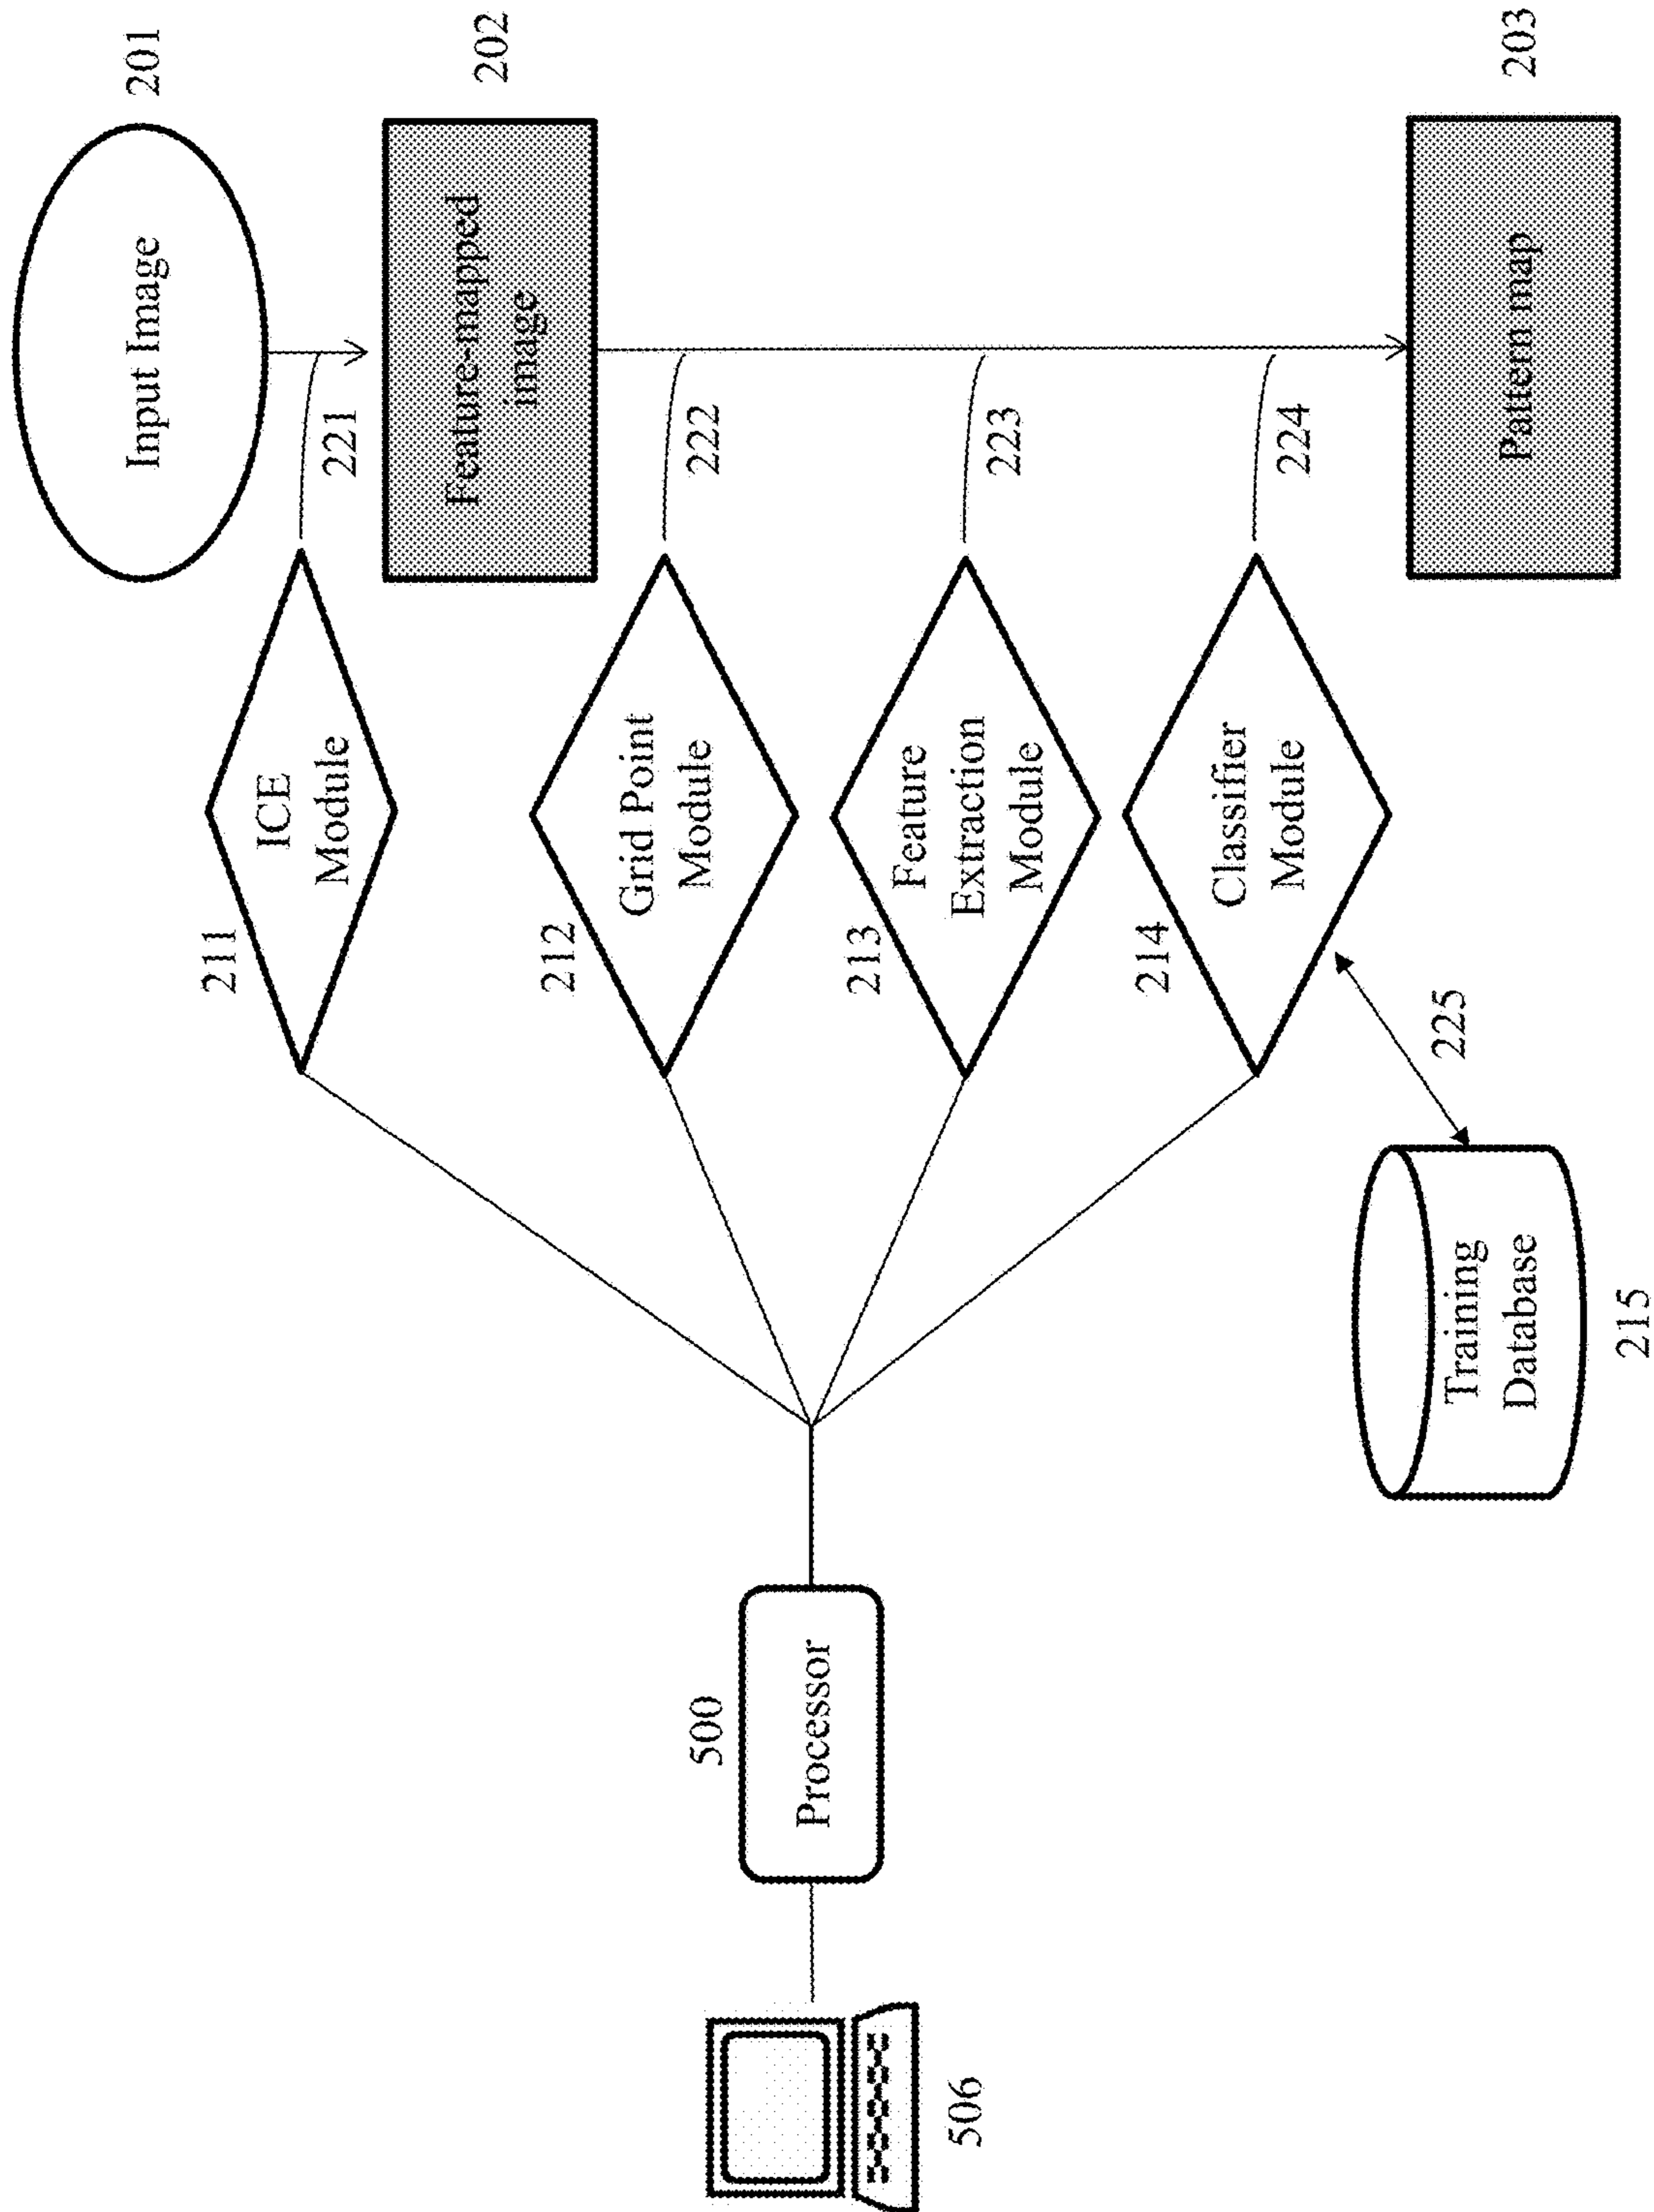 Input Image
201
221
Feature-mapped
image
202
ICE
Module
211
Grid Point
Module
212
222
Feature
Extraction
Module
213
223
Classifier
Module
214
224
Pattern map
203
225
Training
Database
215
Processor
500
506